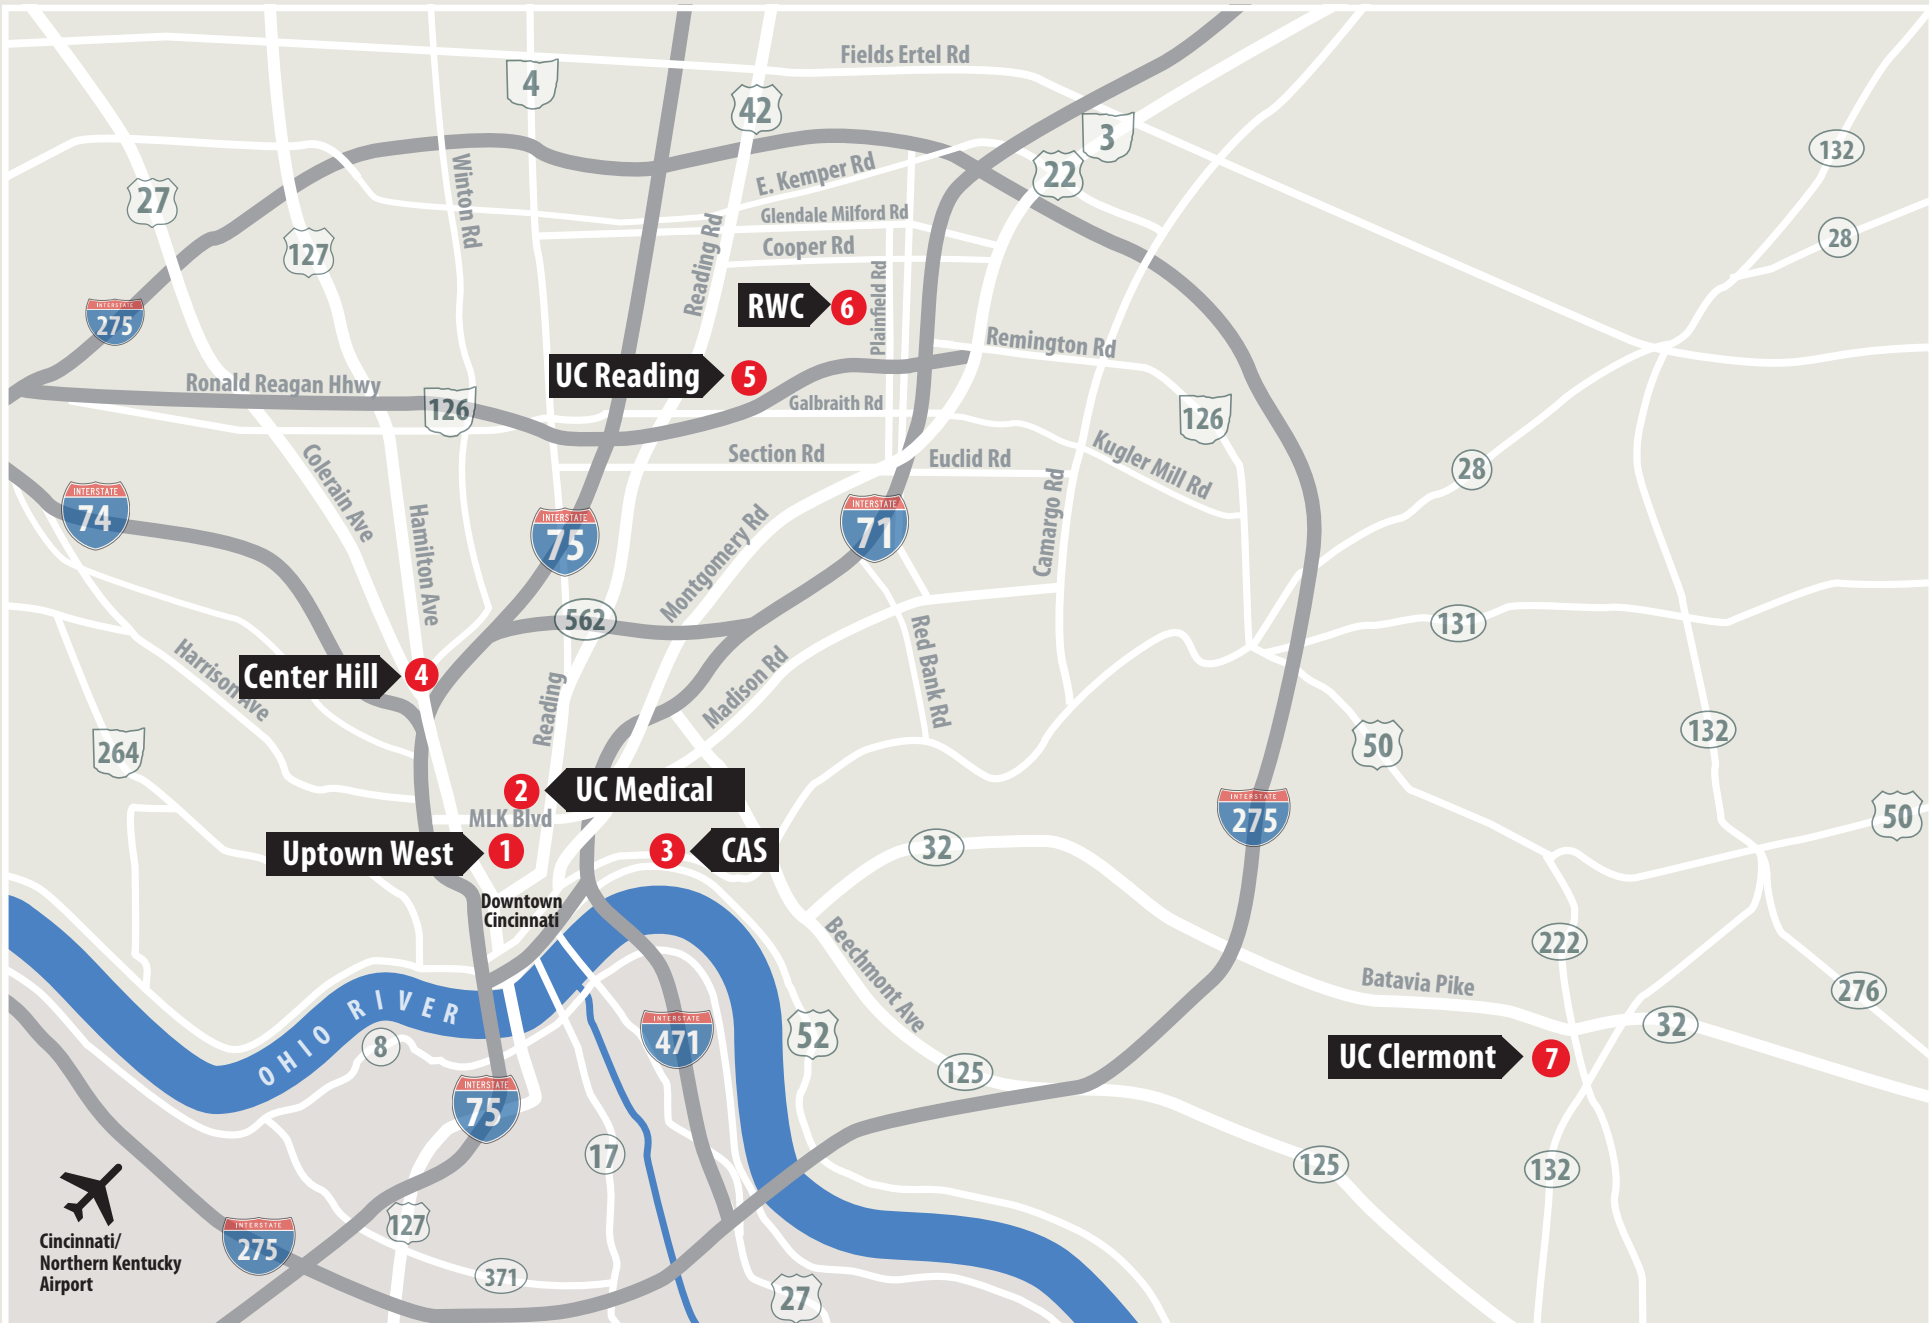 Fields Ertel Rd
4
42
3
132
E. Kemper Rd
22
27
Winton Rd
Glendale Milford Rd
28
127
Reading Rd
Cooper Rd
INTERSTATE
275
RWC
6
Plainfield Rd
Remington Rd
UC Reading
5
Ronald Reagan Hhwy
126
Galbraith Rd
126
Colerain Ave
Section Rd
Euclid Rd
Kugler Mill Rd
28
INTERSTATE
74
Hamilton Ave
INTERSTATE
75
INTERSTATE
71
Montgomery Rd
Camargo Rd
562
131
Harrison Ave
Center Hill
4
Reading
Madison Rd
Red Bank Rd
264
50
132
2
UC Medical
MLK Blvd
INTERSTATE
275
50
Uptown West
1
3
CAS
32
Downtown
Cincinnati
Beechmont Ave
222
Batavia Pike
276
OHIO RIVER
8
INTERSTATE
471
52
32
UC Clermont
7
125
INTERSTATE
75
17
125
132
127
Cincinnati/
Northern Kentucky
Airport
INTERSTATE
275
371
27